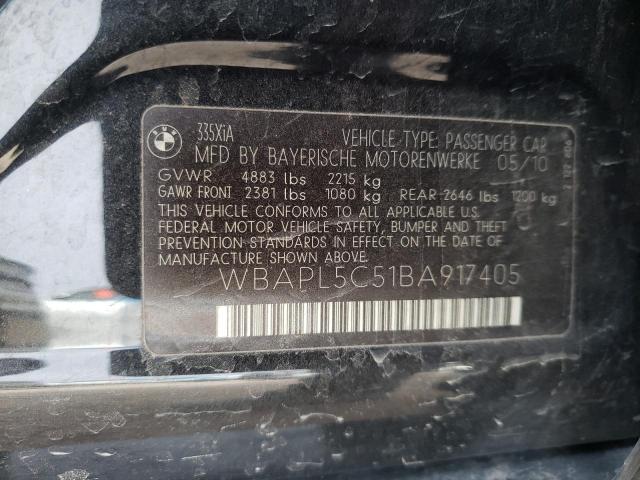 BMW
335XiA VEHICLE TYPE: PASSENGER CAR
MFD BY BAYERISCHE MOTORENWERKE 05/10
GVWR 4883 lbs 2215 kg
GAWR FRONT 2381 lbs 1080 kg REAR 2646 lbs 1200 kg
THIS VEHICLE CONFORMS TO ALL APPLICABLE U.S.
FEDERAL MOTOR VEHICLE SAFETY, BUMPER AND THEFT
PREVENTION STANDARDS IN EFFECT ON THE DATE OF
MANUFACTURE SHOWN ABOVE.
WBAPL5C51BA917405